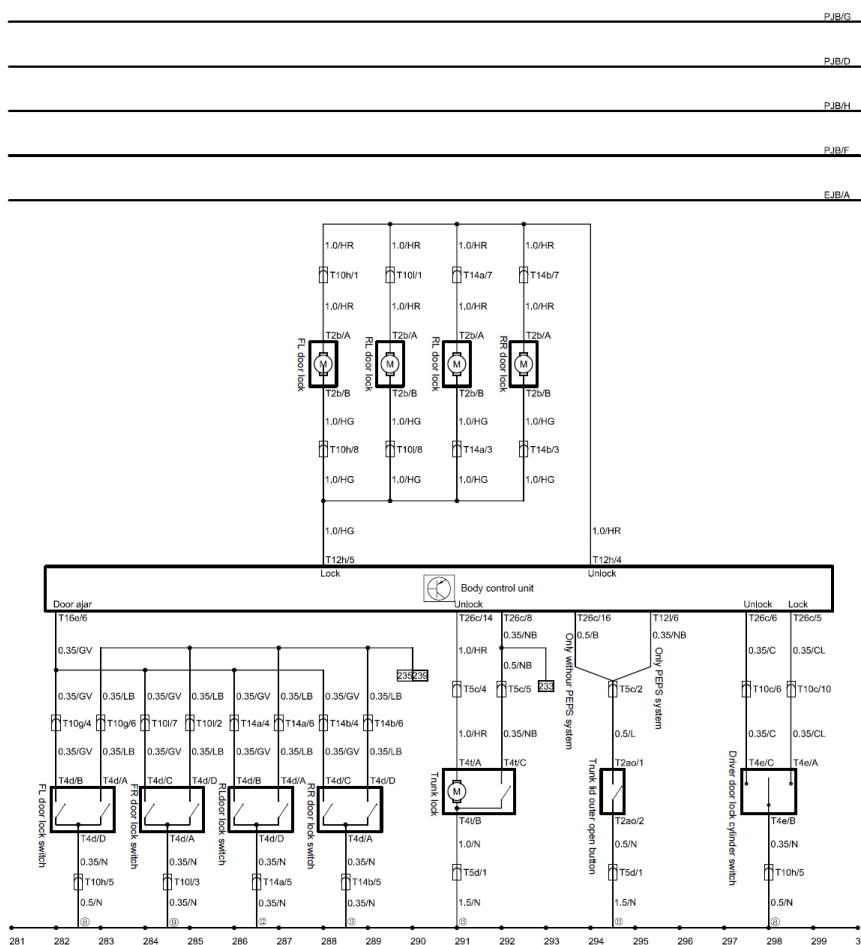 PJB/G
PJB/D
PJB/H
PJB/F
EJB/A
1.0/HR 1.0/HR 1.0/HR 1.0/HR
T10h/1 T10l/1 T14a/7 T14b/7
1.0/HR 1.0/HR 1.0/HR 1.0/HR
T2b/A T2b/A T2b/A T2b/A
FL door lock RL door lock RL door lock RR door lock
M M M M
T2b/B T2b/B T2b/B T2b/B
1.0/HG 1.0/HG 1.0/HG 1.0/HG
T10h/8 T10l/8 T14a/3 T14b/3
1.0/HG 1.0/HG 1.0/HG 1.0/HG
1.0/HG 1.0/HR
T12h/5 T12h/4
Lock Unlock
Body control unit
Door ajar Unlock Unlock Lock
T16e/6 T26c/14 T26c/8 T26c/16 T12l/6 T26c/6 T26c/5
0.35/GV 1.0/HR 0.35/NB 0.5/B 0.35/NB 0.35/C 0.35/CL
Only withour PEPS system Only PEPS system
0.5/NB
235 239 233
0.35/GV 0.35/LB 0.35/GV 0.35/LB 0.35/GV 0.35/LB 0.35/GV 0.35/LB
T5c/4 T5c/5 T5c/2 T10c/6 T10c/10
T10g/4 T10g/6 T10l/7 T10l/2 T14a/4 T14a/6 T14b/4 T14b/6
0.35/GV 0.35/LB 0.35/GV 0.35/LB 0.35/GV 0.35/LB 0.35/GV 0.35/LB
1.0/HR 0.35/NB 0.5/L 0.35/C 0.35/CL
T4d/B T4d/A T4d/C T4d/D T4d/B T4d/A T4d/C T4d/D
T4t/A T4t/C T2ao/1 T4e/C T4e/A
FL door lock switch FR door lock switch RLdoor lock switch RR door lock switch Trunk lock Trunk lid outer open button Driver door lock cylinder switch
M
T4d/D T4d/A T4d/D T4d/A T4t/B T2ao/2 T4e/B
0.35/N 0.35/N 0.35/N 0.35/N 1.0/N 0.5/N 0.35/N
T10h/5 T10l/3 T14a/5 T14b/5 T5d/1 T5d/1 T10h/5
0.5/N 0.35/N 0.35/N 0.35/N 1.5/N 1.5/N 0.5/N
281 282 283 284 285 286 287 288 289 290 291 292 293 294 295 296 297 298 299 3